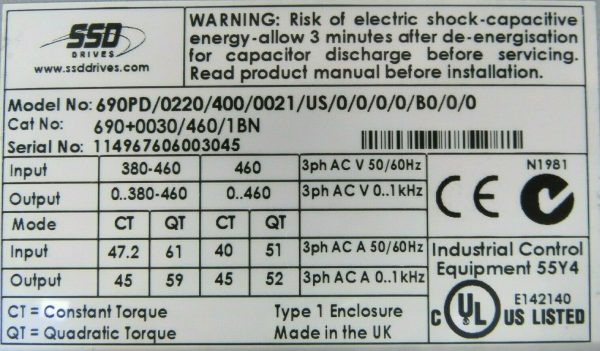 SSD
DRIVES
www.ssddrives.com
WARNING: Risk of electric shock-capacitive
energy-allow 3 minutes after de-energisation
for capacitor discharge before servicing.
Read product manual before installation.
Model No: 690PD/0220/400/0021/US/0/0/0/0/B0/0/0
Cat No: 690+0030/460/1BN
Serial No: 114967606003045
Input 380-460 460 3ph AC V 50/60Hz
Output 0..380-460 0..460 3ph AC V 0..1kHz
Mode CT QT CT QT
Input 47.2 61 40 51 3ph AC A 50/60Hz
Output 45 59 45 52 3ph AC A 0..1kHz
CT = Constant Torque Type 1 Enclosure
QT = Quadratic Torque Made in the UK
CE N1981
Industrial Control
Equipment 55Y4
C UL US LISTED E142140